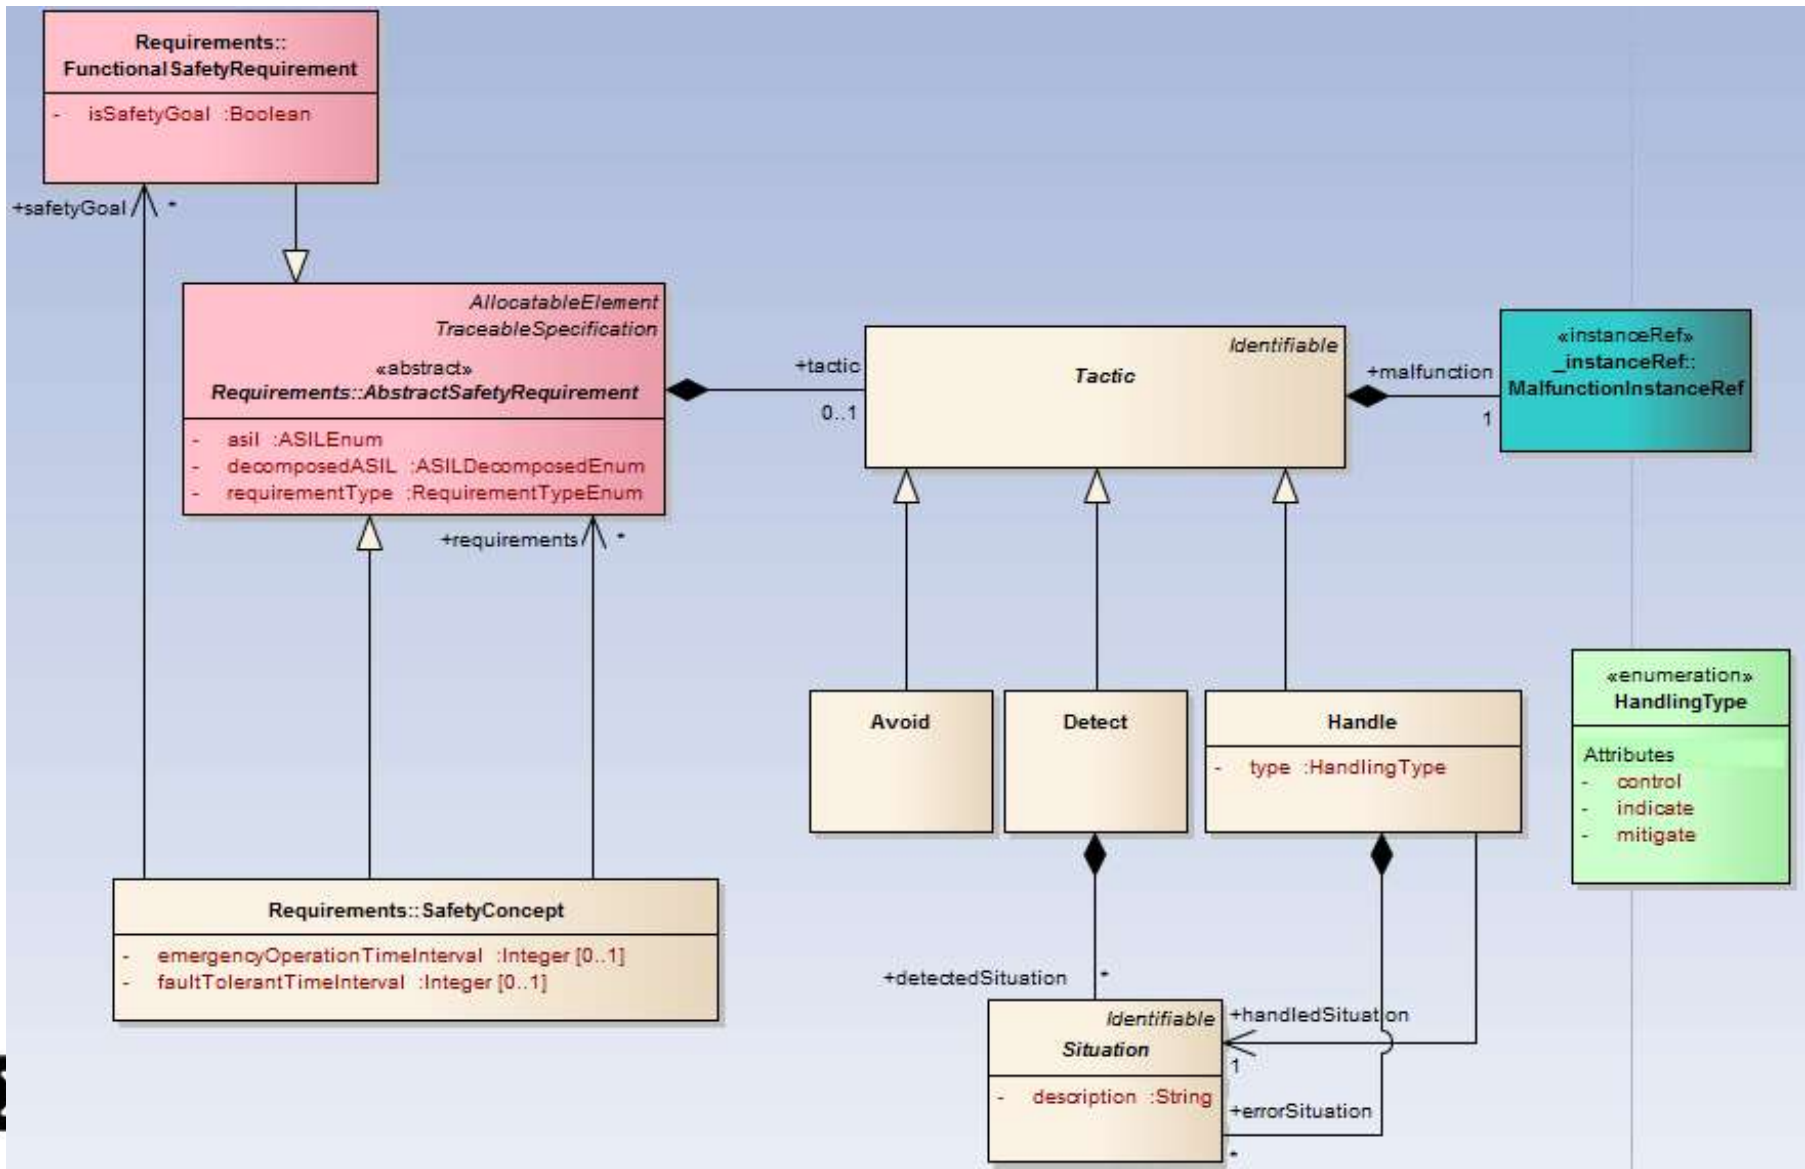 Requirements::
FunctionalSafetyRequirement
- isSafetyGoal :Boolean
+safetyGoal
*
AllocatableElement
TraceableSpecification
«abstract»
Requirements::AbstractSafetyRequirement
- asil :ASILEnum
- decomposedASIL :ASILDecomposedEnum
- requirementType :RequirementTypeEnum
+requirements
*
+tactic
0..1
Identifiable
Tactic
+malfunction
1
«instanceRef»
_instanceRef::
MalfunctionInstanceRef
Avoid
Detect
Handle
- type :HandlingType
«enumeration»
HandlingType
Attributes
- control
- indicate
- mitigate
Requirements::SafetyConcept
- emergencyOperationTimeInterval :Integer [0..1]
- faultTolerantTimeInterval :Integer [0..1]
+detectedSituation
*
Identifiable
Situation
- description :String
+handledSituation
1
+errorSituation
*